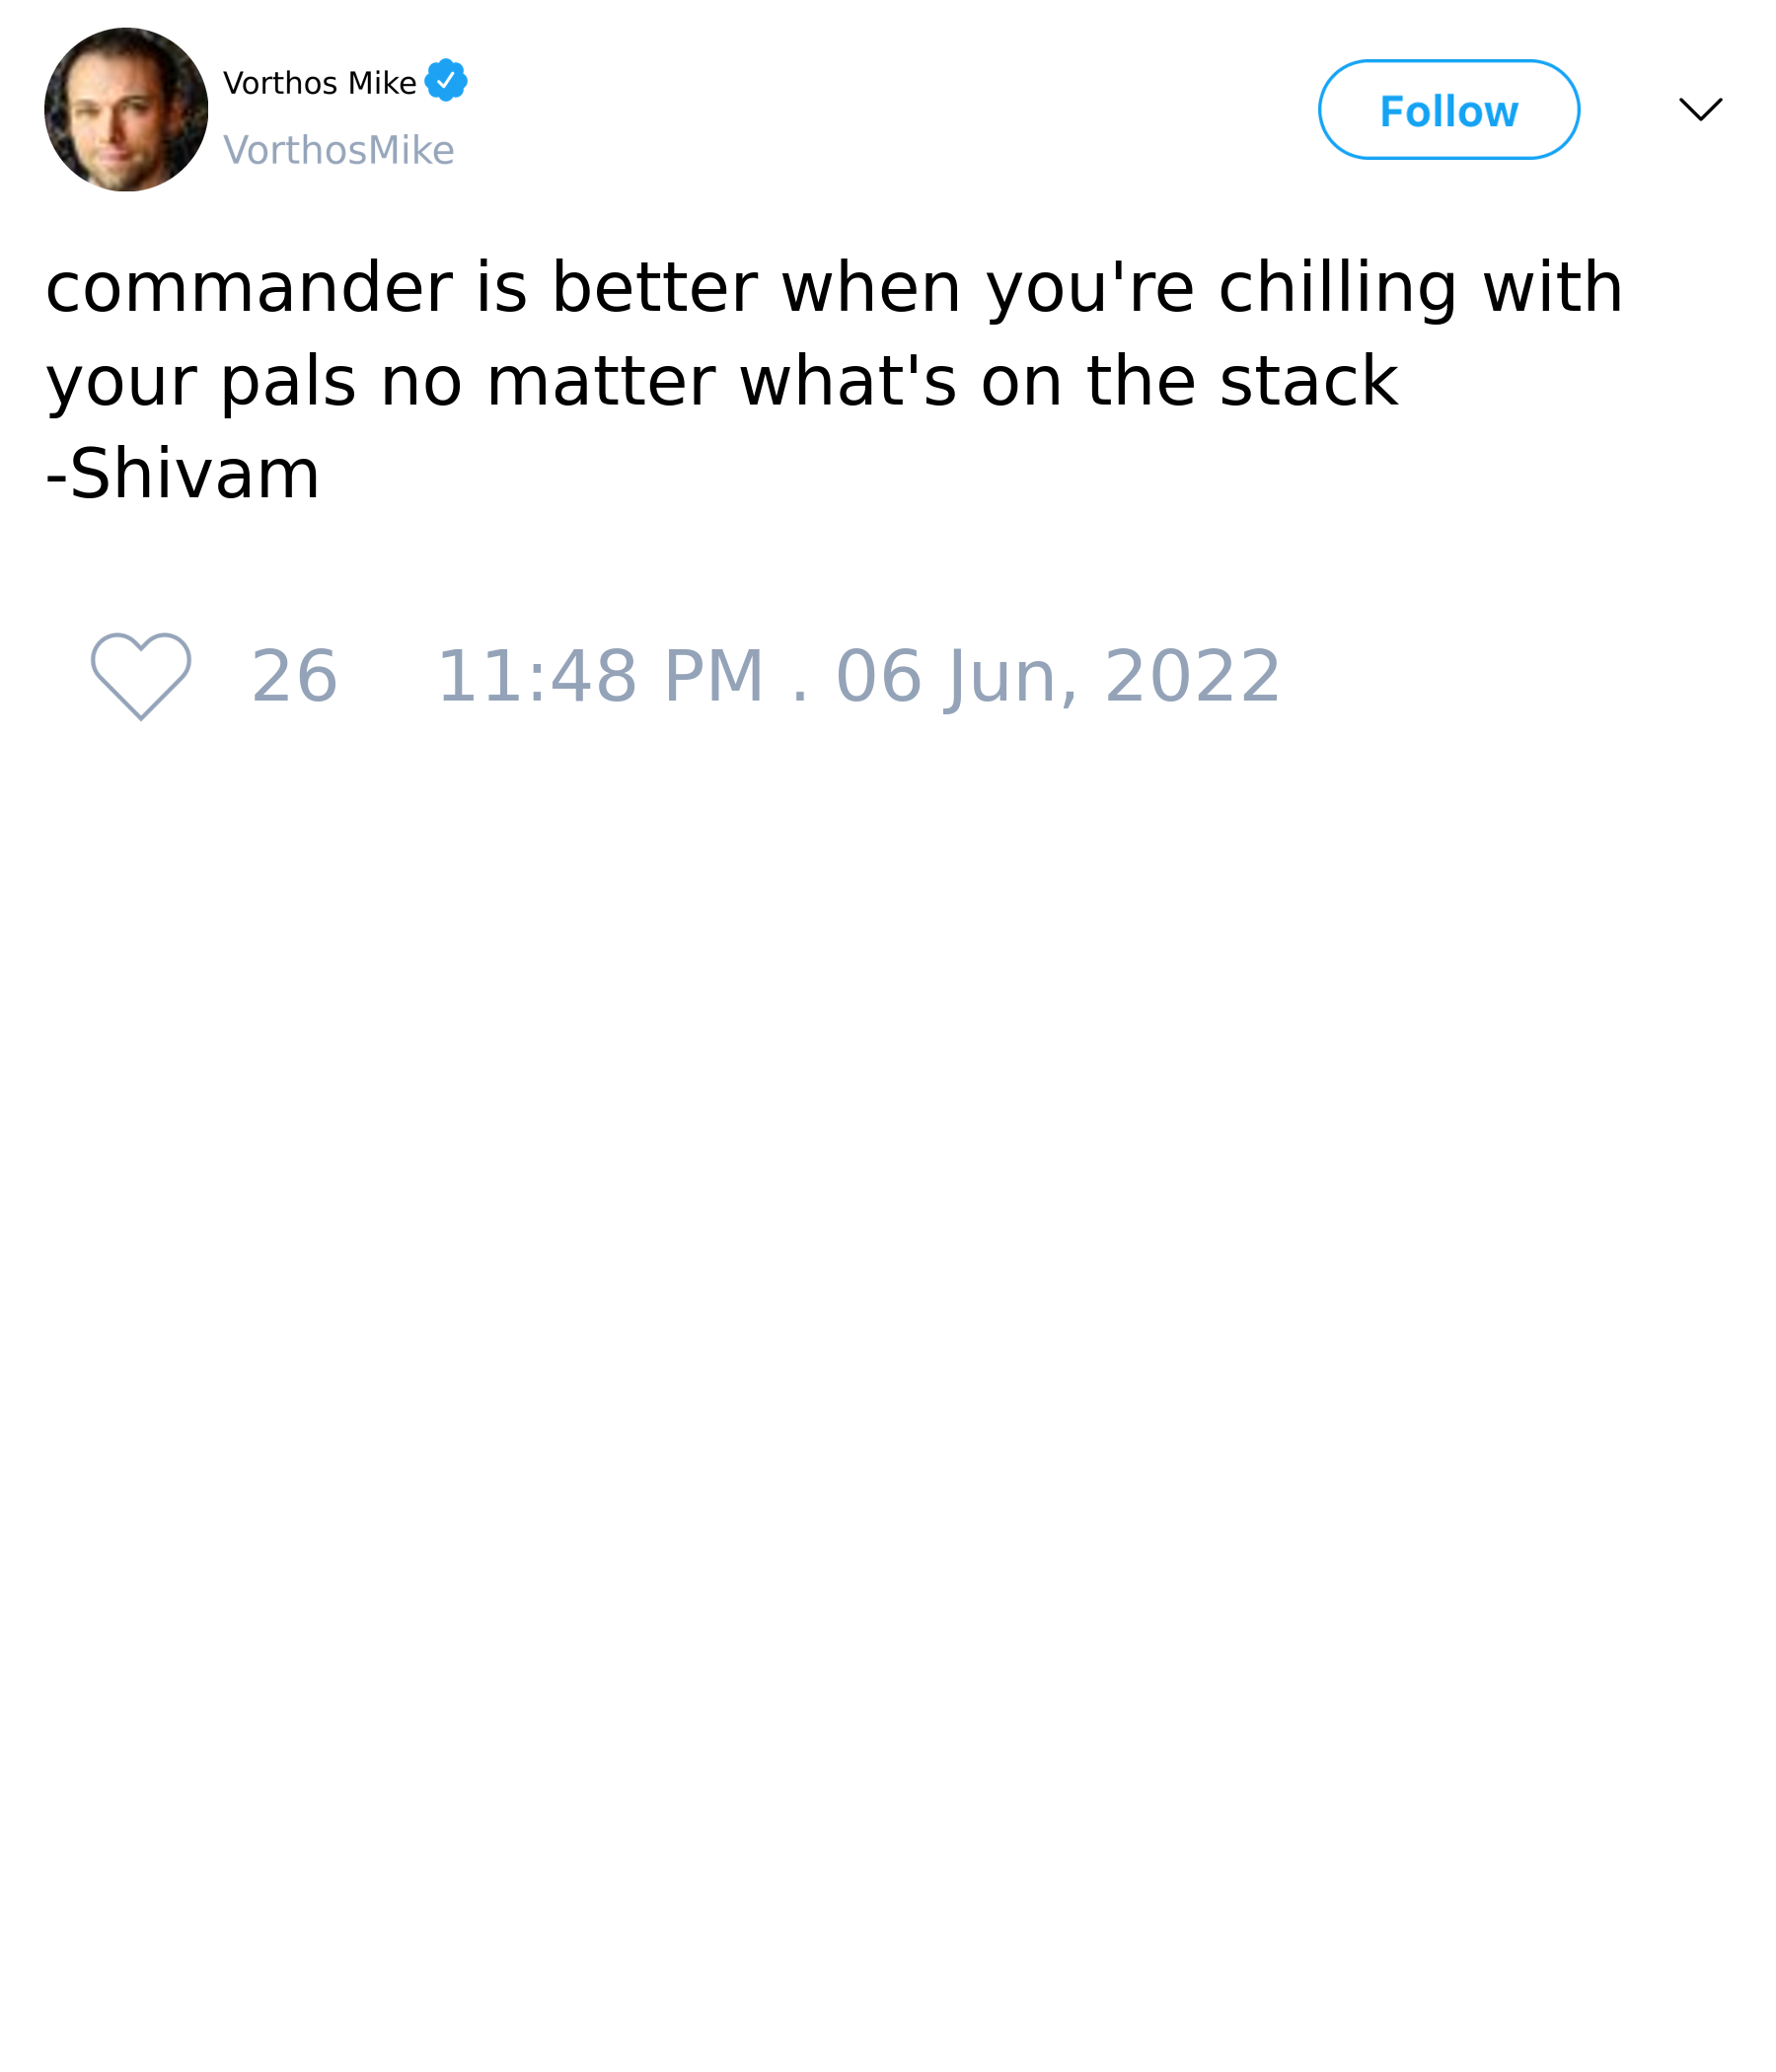 Vorthos Mike
VorthosMike
Follow
commander is better when you're chilling with
your pals no matter what's on the stack
-Shivam
26 11:48 PM . 06 Jun, 2022